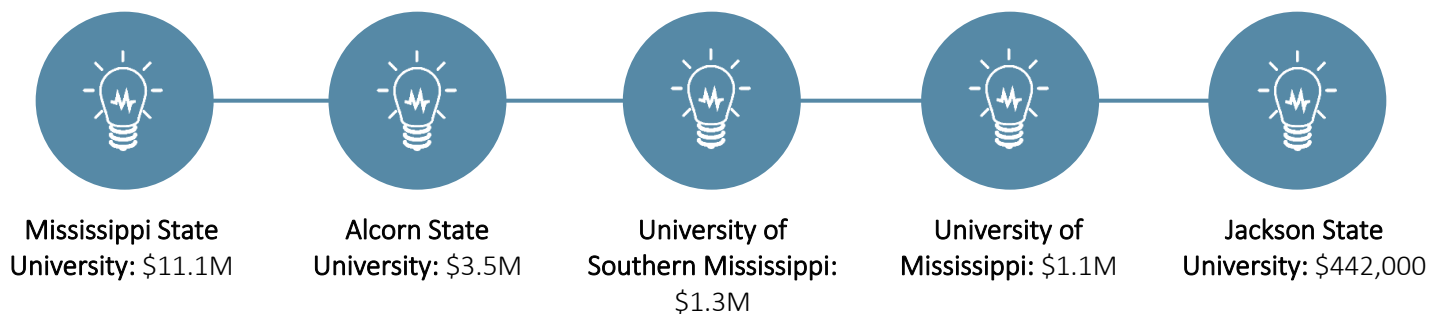 Mississippi State
University: $11.1M
Alcorn State
University: $3.5M
University of
Southern Mississippi:
$1.3M
University of
Mississippi: $1.1M
Jackson State
University: $442,000